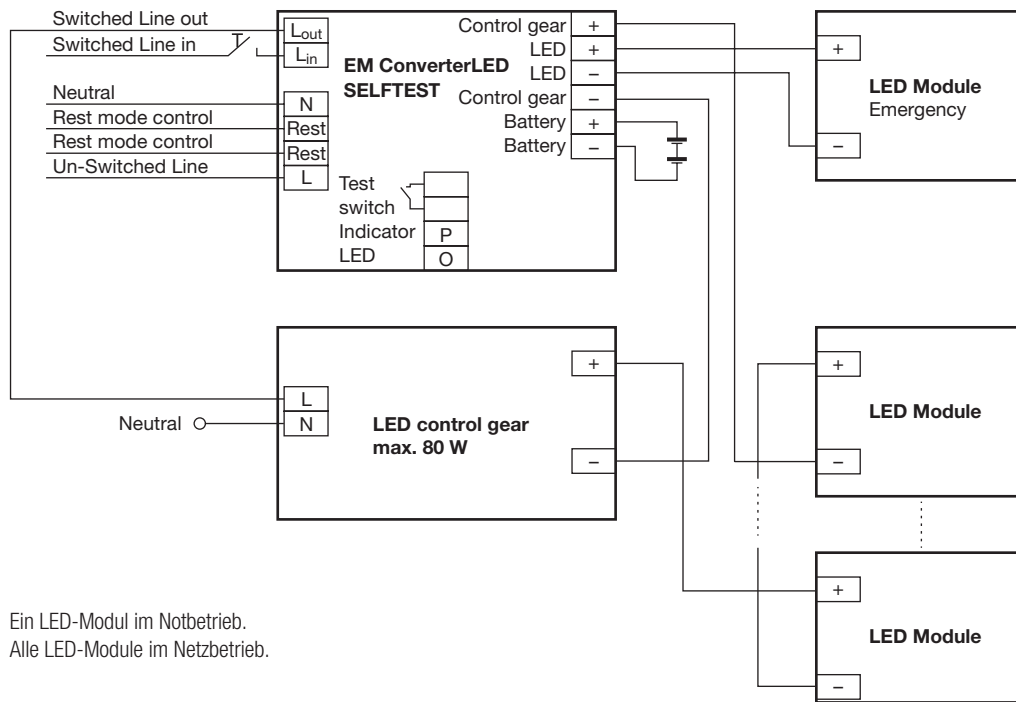 Switched Line out
Switched Line in
Neutral
Rest mode control
Rest mode control
Un-Switched Line
Lout
Lin
N
Rest
Rest
L
EM ConverterLED
SELFTEST
Test
switch
Indicator
LED
P
O
Control gear +
LED +
LED –
Control gear –
Battery +
Battery –
+
–
LED Module
Emergency
L
N
Neutral
LED control gear
max. 80 W
+
–
+
–
LED Module
+
–
LED Module
Ein LED-Modul im Notbetrieb.
Alle LED-Module im Netzbetrieb.